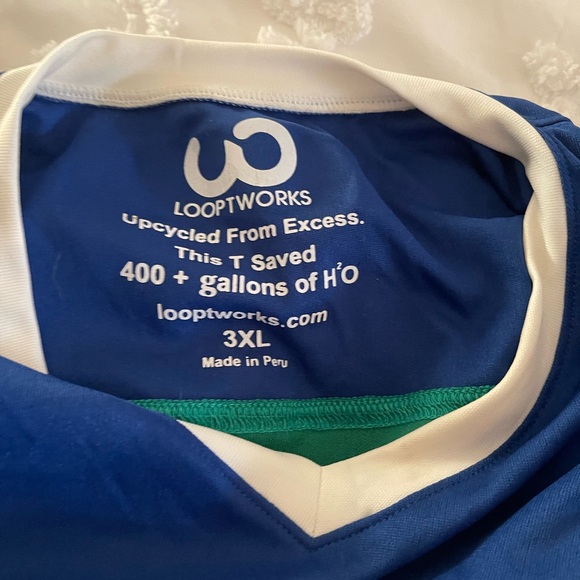 LOOPTWORKS
Upcycled From Excess.
This T Saved
400 + gallons of H²O
looptworks.com
3XL
Made in Peru